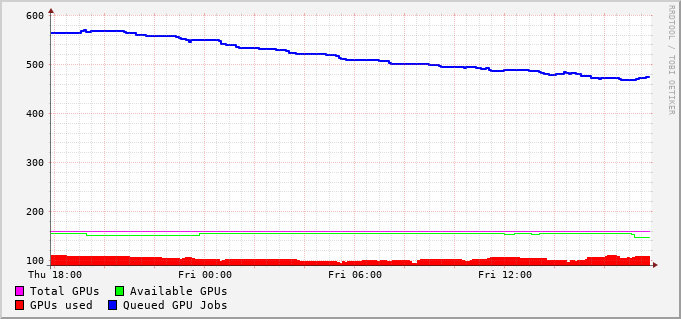 600
500
400
300
200
100
Thu 18:00 Fri 00:00 Fri 06:00 Fri 12:00
Total GPUs Available GPUs
GPUs used Queued GPU Jobs
RRDTOOL / TOBI OETIKER